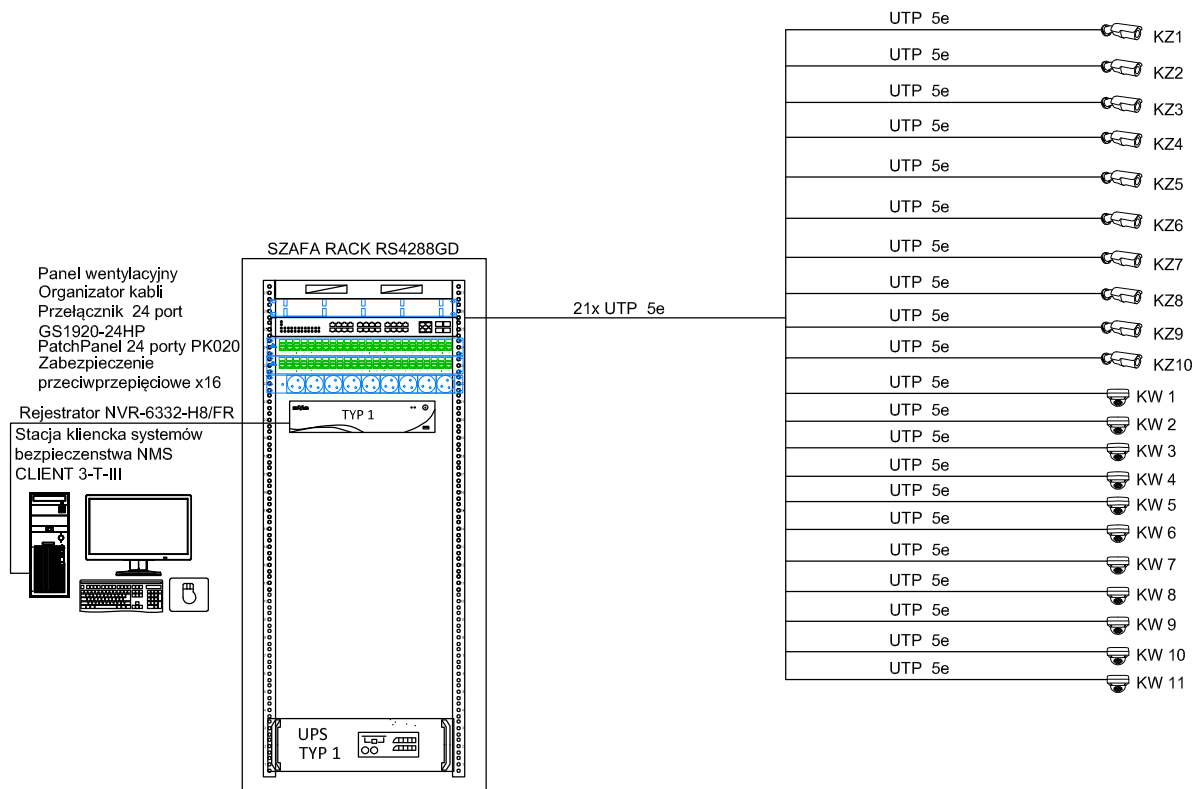 SZAFA RACK RS4288GD
Panel wentylacyjny
Organizator kabli
Przełącznik 24 port
GS1920-24HP
PatchPanel 24 porty PK020
Zabezpieczenie
przeciwprzepięciowe x16
Rejestrator NVR-6332-H8/FR
Stacja kliencka systemów
bezpieczenstwa NMS
CLIENT 3-T-III
TYP 1
UPS
TYP 1
21x UTP 5e
UTP 5e
KZ1
UTP 5e
KZ2
UTP 5e
KZ3
UTP 5e
KZ4
UTP 5e
KZ5
UTP 5e
KZ6
UTP 5e
KZ7
UTP 5e
KZ8
UTP 5e
KZ9
UTP 5e
KZ10
UTP 5e
KW 1
UTP 5e
KW 2
UTP 5e
KW 3
UTP 5e
KW 4
UTP 5e
KW 5
UTP 5e
KW 6
UTP 5e
KW 7
UTP 5e
KW 8
UTP 5e
KW 9
UTP 5e
KW 10
UTP 5e
KW 11